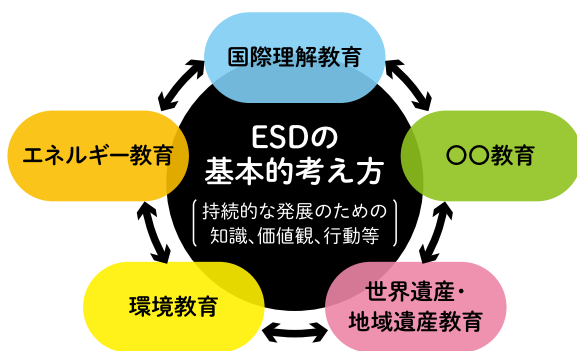 国際理解教育
エネルギー教育
ESDの
基本的考え方
持続的な発展のための
知識、価値観、行動等
〇〇教育
環境教育
世界遺産・
地域遺産教育